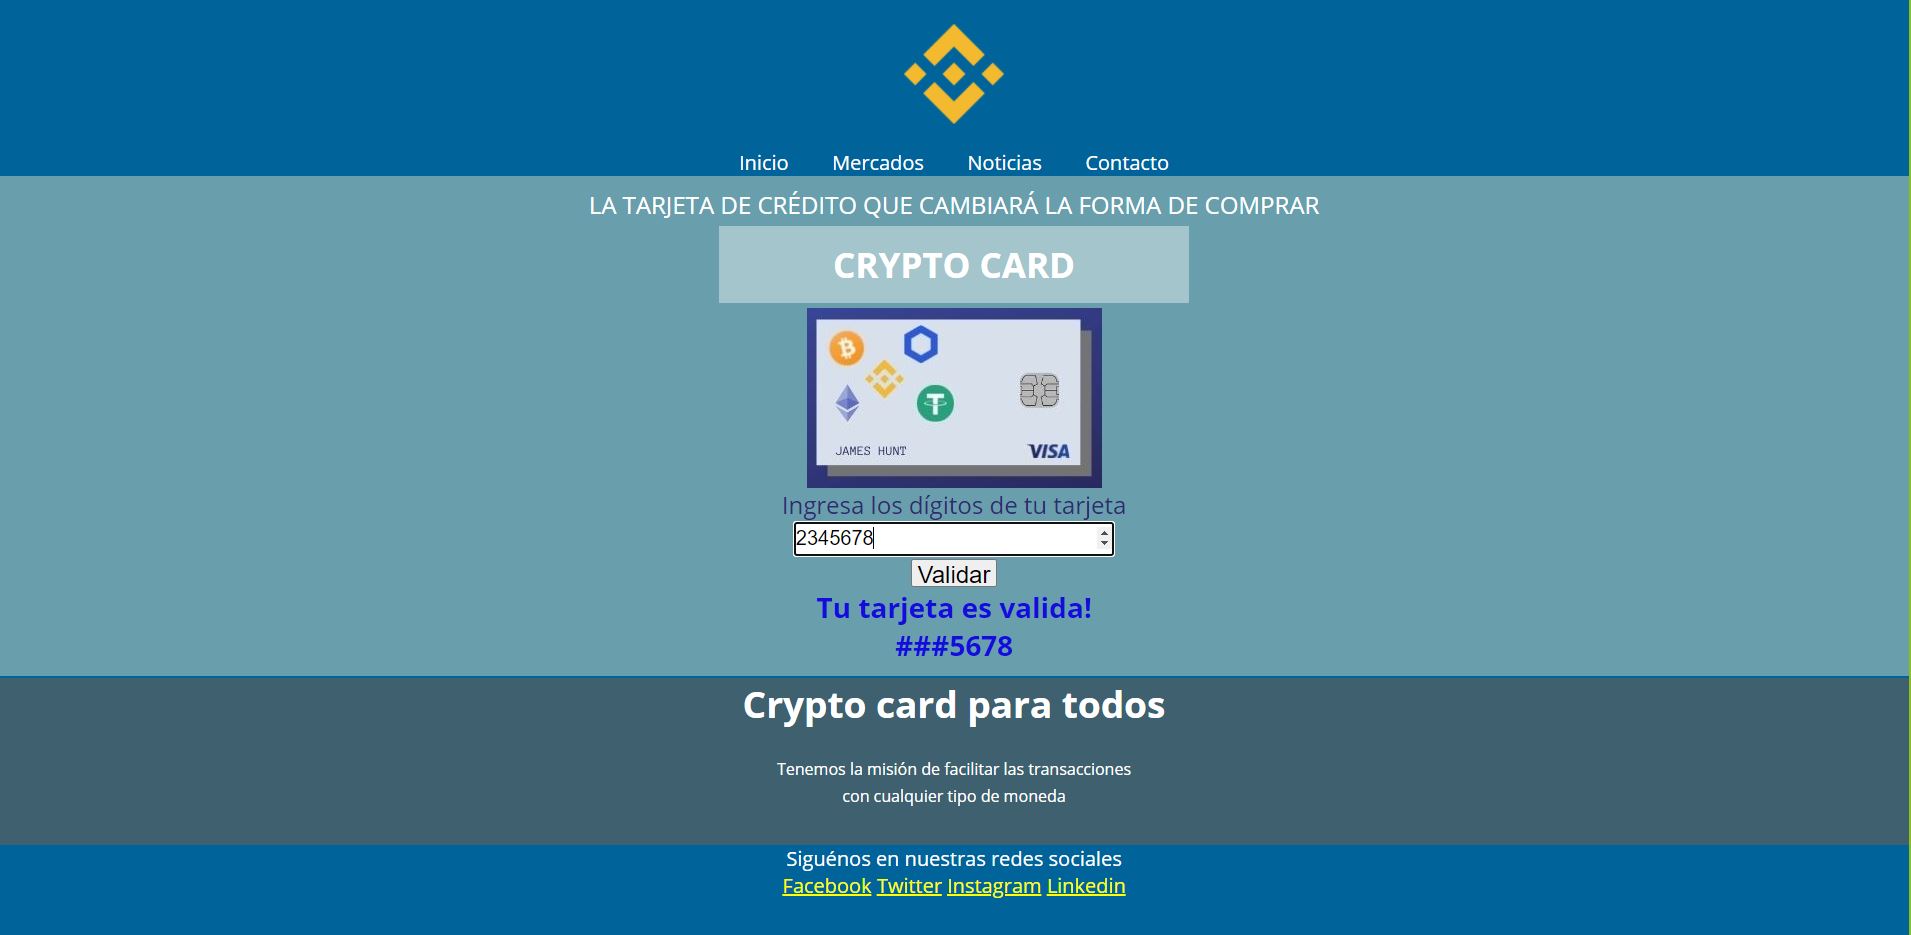 Inicio Mercados Noticias Contacto
LA TARJETA DE CRÉDITO QUE CAMBIARÁ LA FORMA DE COMPRAR
CRYPTO CARD
JAMES HUNT VISA
Ingresa los dígitos de tu tarjeta
2345678
Validar
Tu tarjeta es valida!
###5678
Crypto card para todos
Tenemos la misión de facilitar las transacciones
con cualquier tipo de moneda
Siguénos en nuestras redes sociales
Facebook Twitter Instagram Linkedin